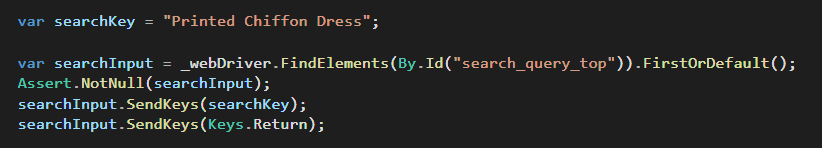 var searchKey = "Printed Chiffon Dress";
var searchInput = _webDriver.FindElements(By.Id("search_query_top")).FirstOrDefault();
Assert.NotNull(searchInput);
searchInput.SendKeys(searchKey);
searchInput.SendKeys(Keys.Return);